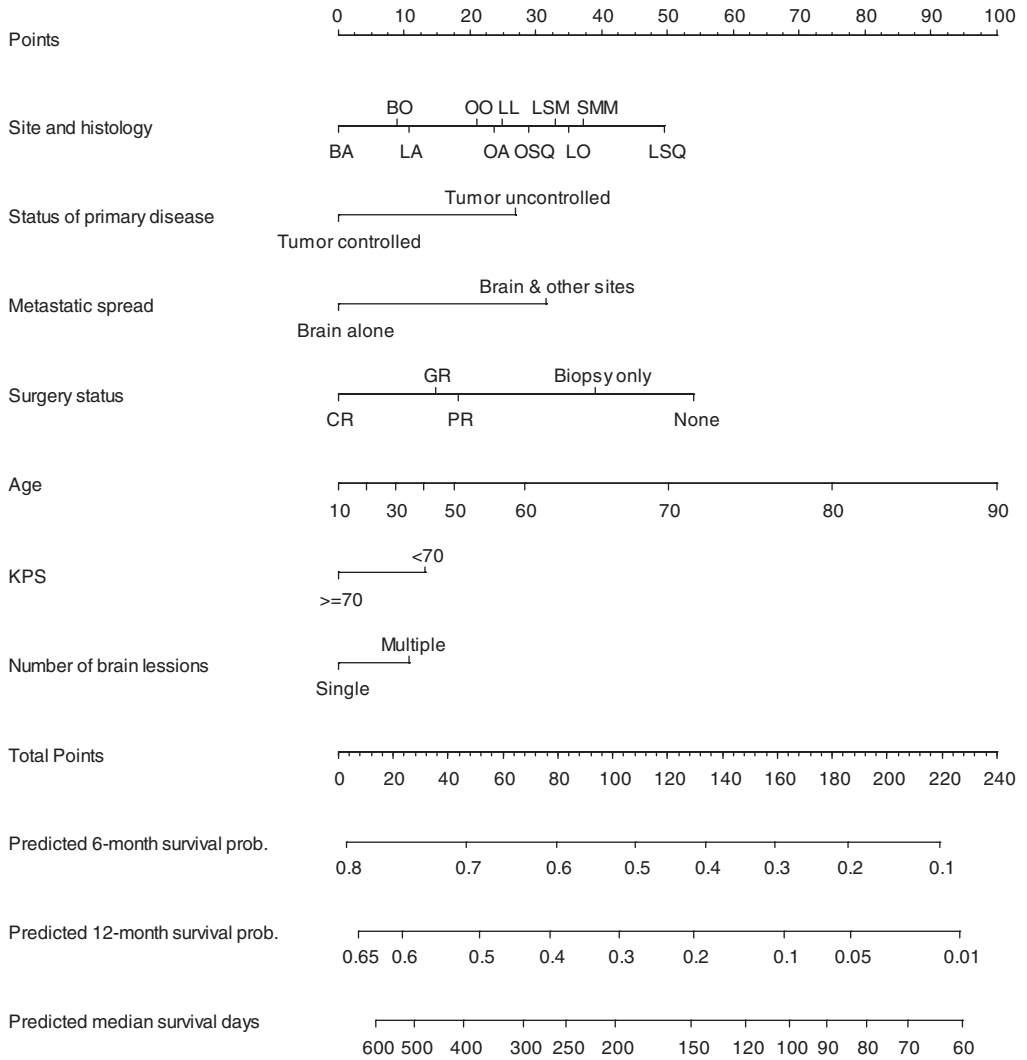 0 10 20 30 40 50 60 70 80 90 100
Points
BO OO LL LSM SMM
Site and histology
BA LA OA OSQ LO LSQ
Tumor uncontrolled
Status of primary disease
Tumor controlled
Brain & other sites
Metastatic spread
Brain alone
GR Biopsy only
Surgery status
CR PR None
Age
10 30 50 60 70 80 90
<70
KPS
>=70
Multiple
Number of brain lessions
Single
Total Points
0 20 40 60 80 100 120 140 160 180 200 220 240
Predicted 6-month survival prob.
0.8 0.7 0.6 0.5 0.4 0.3 0.2 0.1
Predicted 12-month survival prob.
0.65 0.6 0.5 0.4 0.3 0.2 0.1 0.05 0.01
Predicted median survival days
600 500 400 300 250 200 150 120 100 90 80 70 60